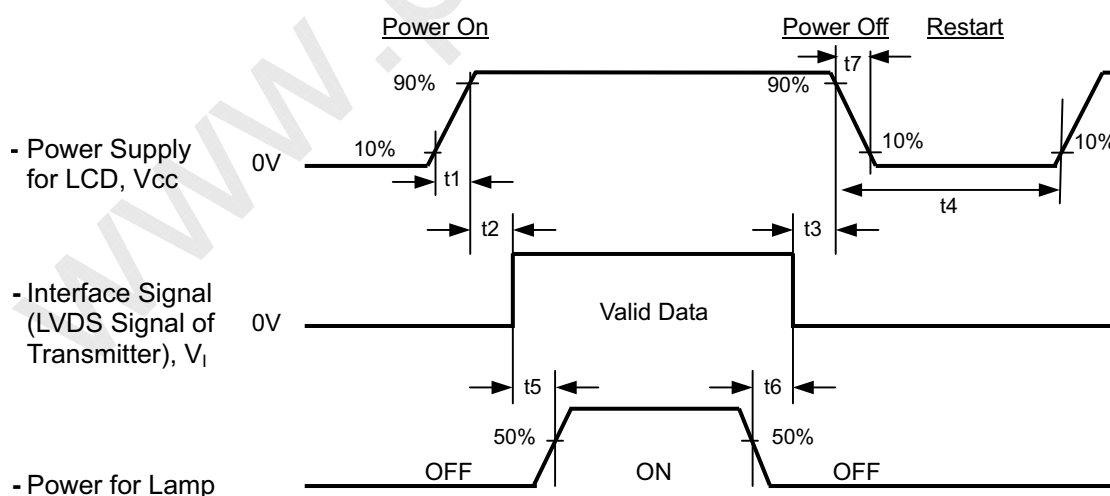 Power On Power Off Restart
t7
90% 90%
- Power Supply
for LCD, Vcc
0V 10% 10% 10%
t1
t4
t2 t3
- Interface Signal
(LVDS Signal of
Transmitter), VI
0V Valid Data
t5 t6
50% 50%
- Power for Lamp
OFF ON OFF
www.p